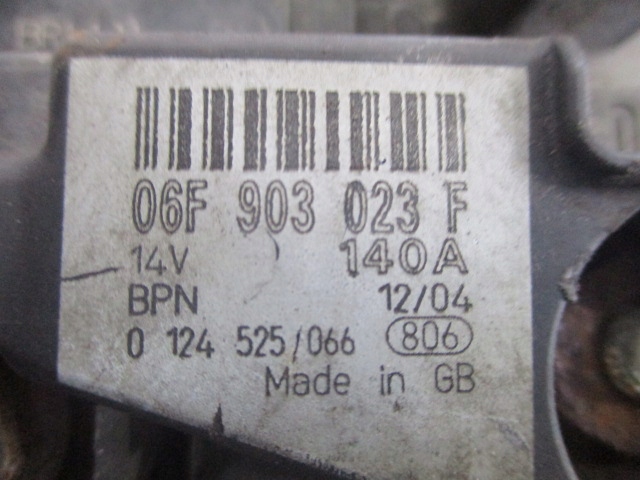 06F 903 023 F
14V 140A
BPN 12/04
0 124 525/066 806
Made in GB